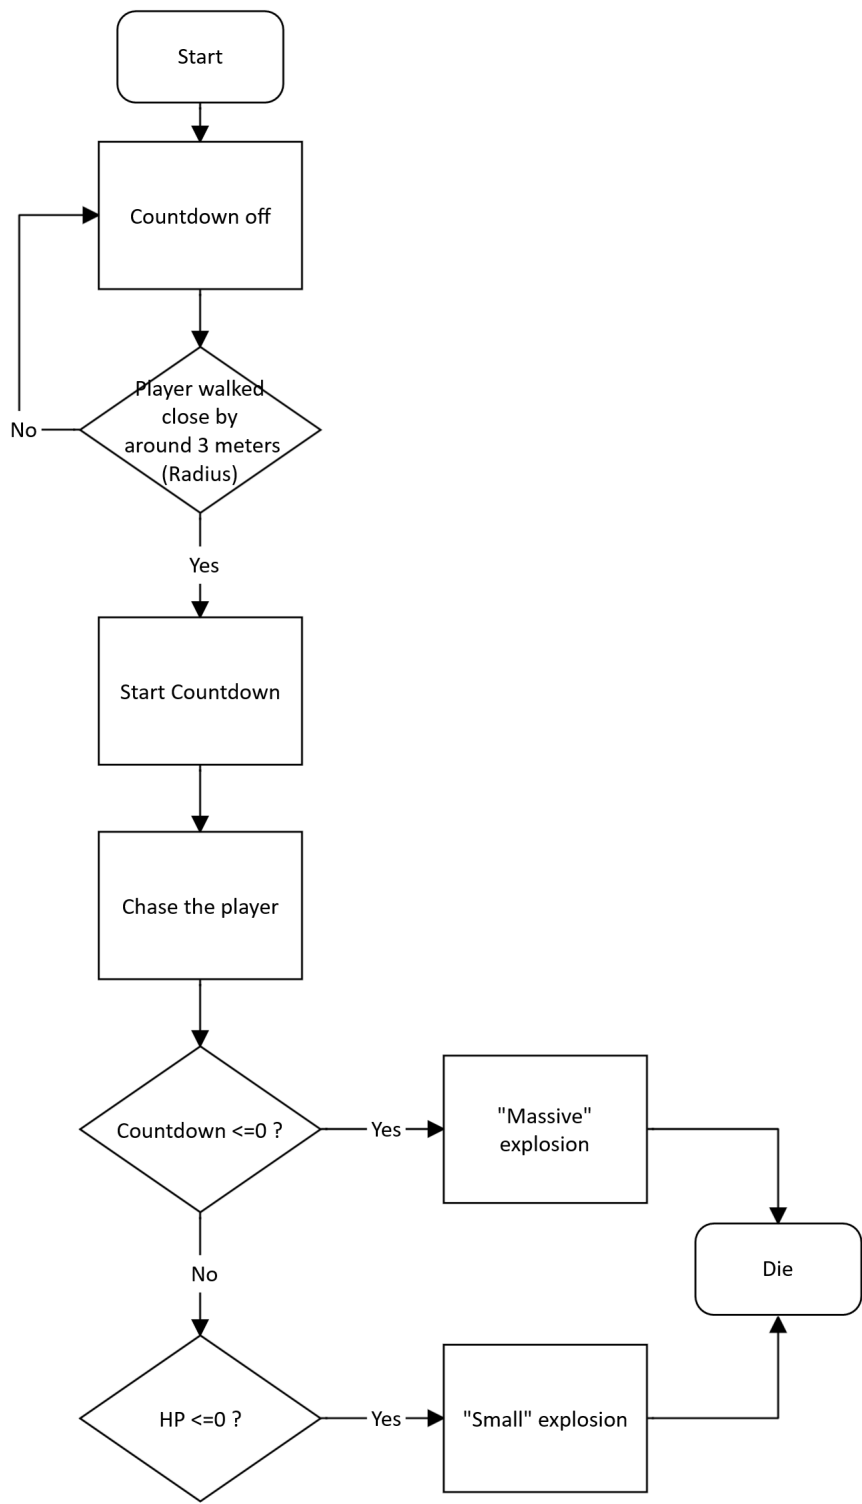 Start
Countdown off
Player walked
close by
around 3 meters
(Radius)
No
Yes
Start Countdown
Chase the player
Countdown <=0 ?
Yes
"Massive"
explosion
Die
No
HP <=0 ?
Yes
"Small" explosion